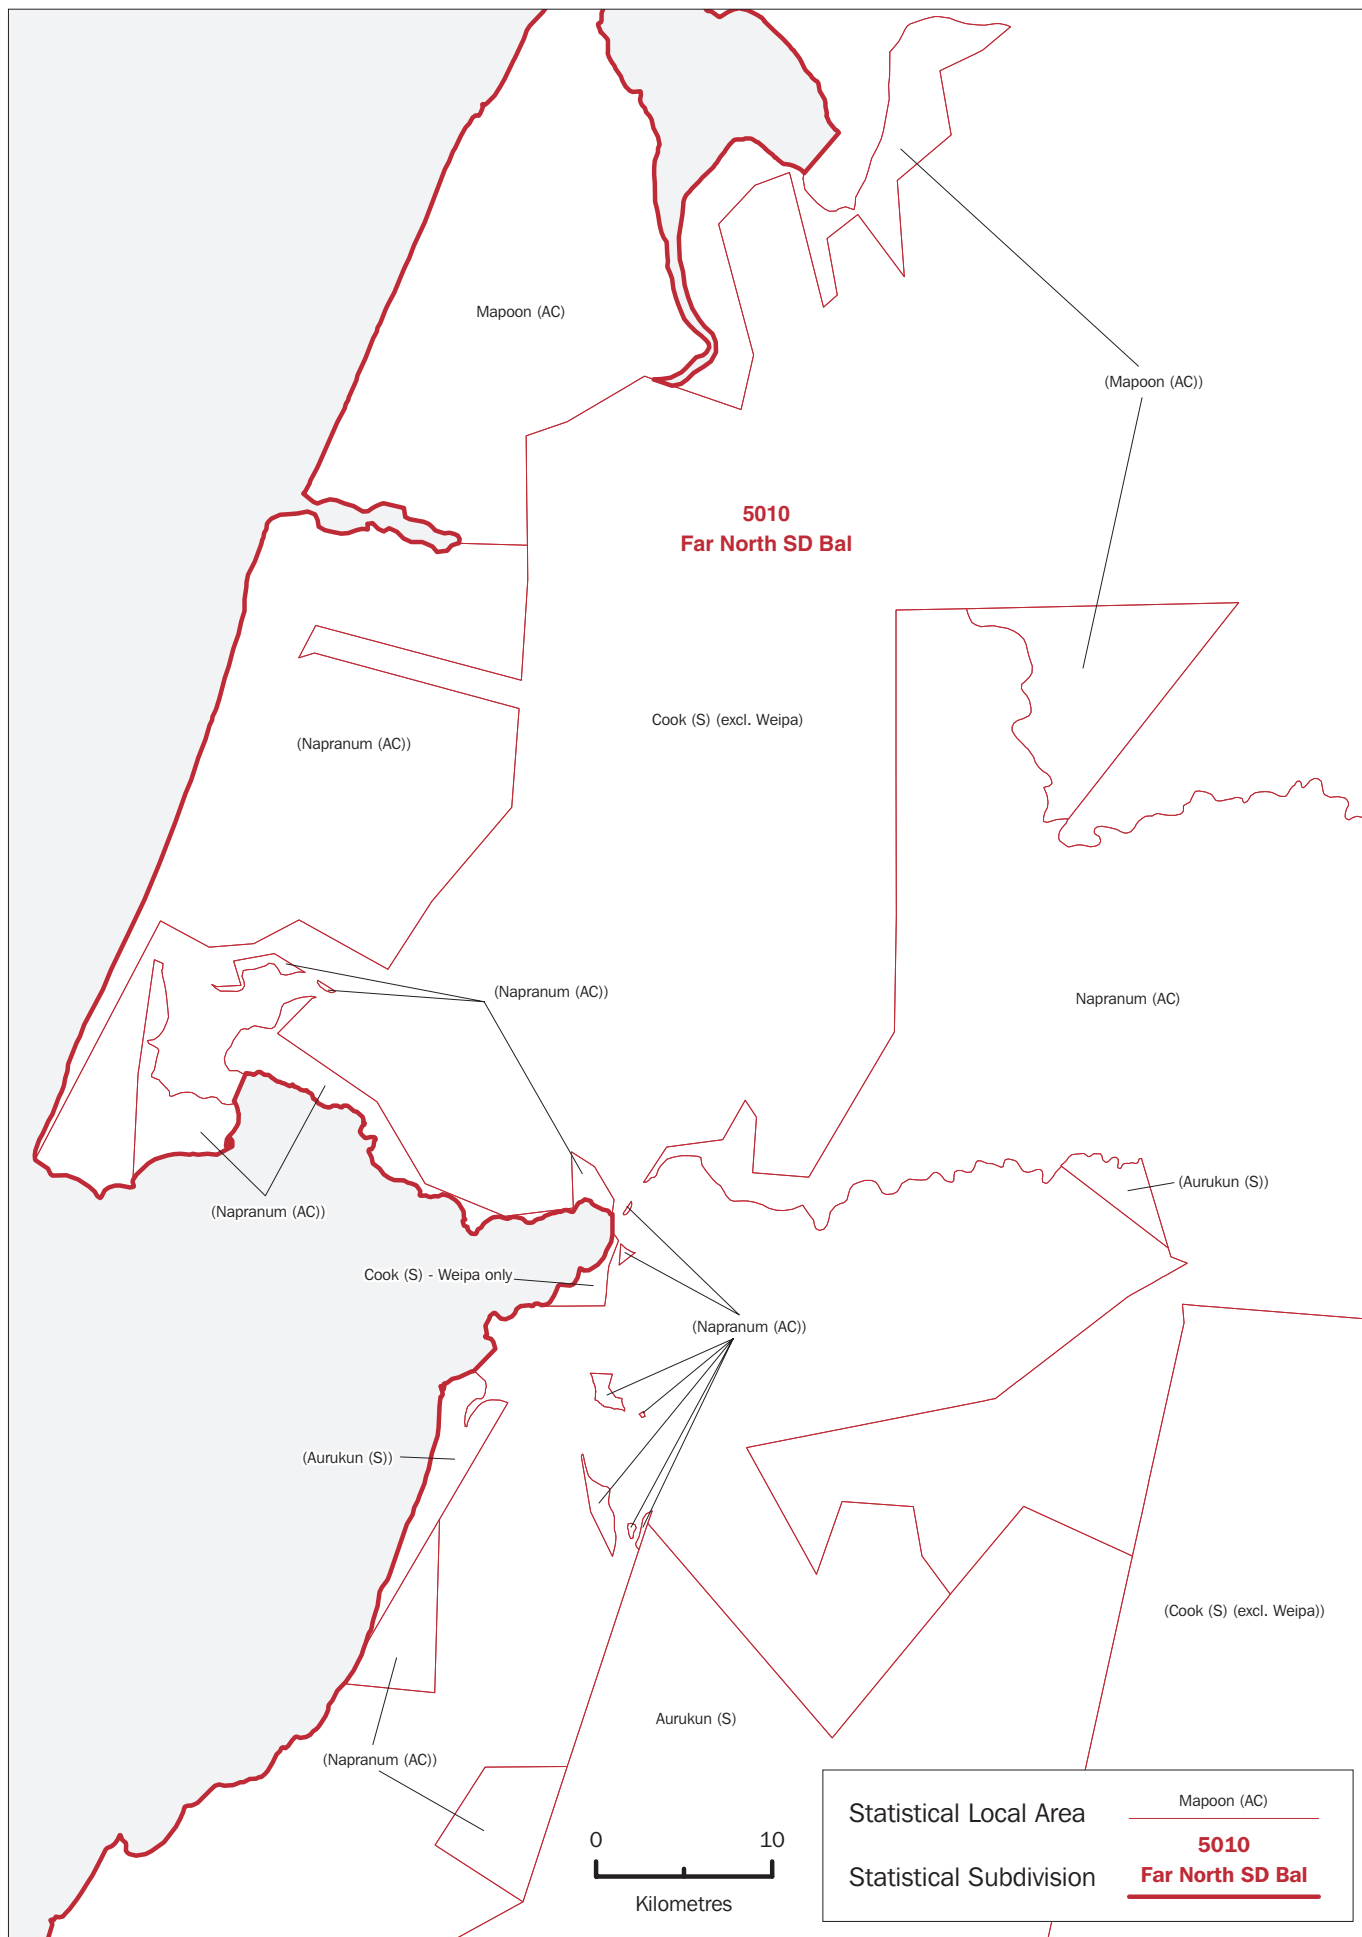 Mapoon (AC)
(Mapoon (AC))
5010
Far North SD Bal
Cook (S) (excl. Weipa)
(Napranum (AC))
(Napranum (AC))
Napranum (AC)
(Aurukun (S))
(Napranum (AC))
Cook (S) - Weipa only
(Napranum (AC))
(Aurukun (S))
(Cook (S) (excl. Weipa))
Aurukun (S)
(Napranum (AC))
0 10
Kilometres
Statistical Local Area
Mapoon (AC)
Statistical Subdivision
5010
Far North SD Bal